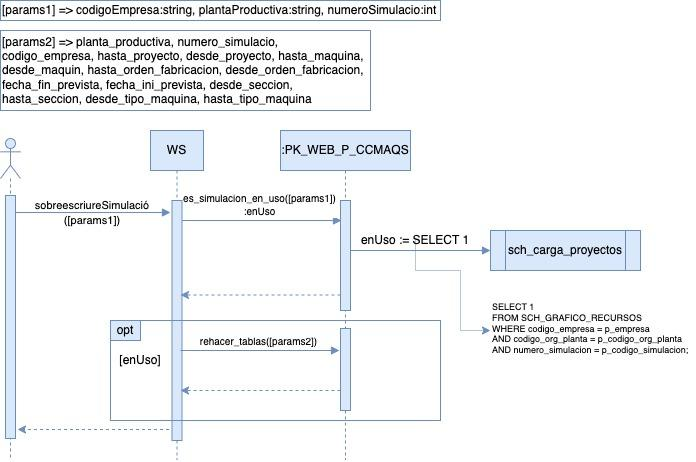 [params1] => codigoEmpresa:string, plantaProductiva:string, numeroSimulacio:int
[params2] => planta_productiva, numero_simulacio,
codigo_empresa, hasta_proyecto, desde_proyecto, hasta_maquina,
desde_maquin, hasta_orden_fabricacion, desde_orden_fabricacion,
fecha_fin_prevista, fecha_ini_prevista, desde_seccion,
hasta_seccion, desde_tipo_maquina, hasta_tipo_maquina
WS
:PK_WEB_P_CCMAQS
sobreescriureSimulació
([params1])
es_simulacion_en_uso([params1])
:enUso
enUso := SELECT 1
sch_carga_proyectos
SELECT 1
FROM SCH_GRAFICO_RECURSOS
WHERE codigo_empresa = p_empresa
AND codigo_org_planta = p_codigo_org_planta
AND numero_simulacion = p_codigo_simulacion;
opt
[enUso]
rehacer_tablas([params2])